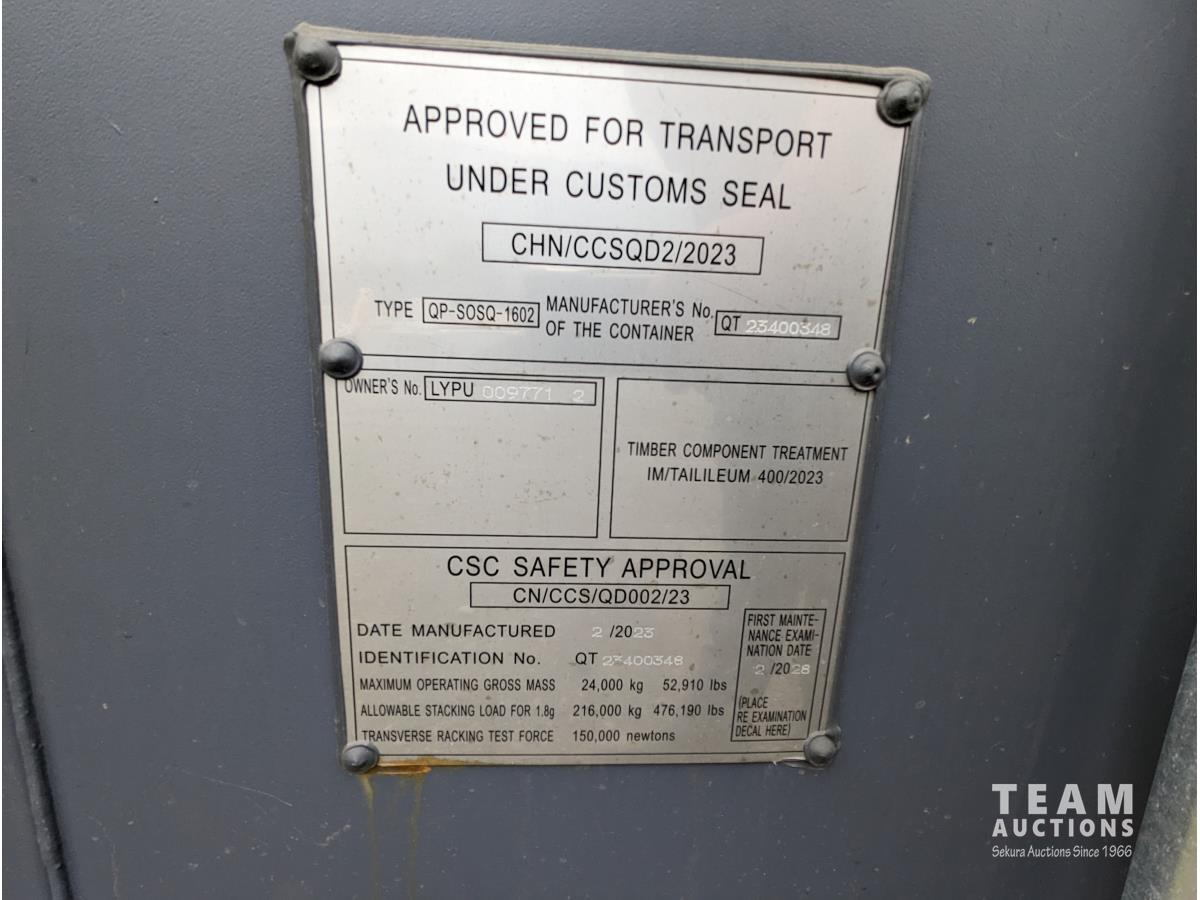 APPROVED FOR TRANSPORT
UNDER CUSTOMS SEAL
CHN/CCSQD2/2023
TYPE QP-SOSQ-1602 MANUFACTURER'S No. OF THE CONTAINER QT 23400348
OWNER'S No. LYPU 009771 2
TIMBER COMPONENT TREATMENT
IM/TAILILEUM 400/2023
CSC SAFETY APPROVAL
CN/CCS/QD002/23
DATE MANUFACTURED 2 /2023
IDENTIFICATION No. QT 23400348
MAXIMUM OPERATING GROSS MASS 24,000 kg 52,910 lbs
ALLOWABLE STACKING LOAD FOR 1.8g 216,000 kg 476,190 lbs
TRANSVERSE RACKING TEST FORCE 150,000 newtons
FIRST MAINTE-
NANCE EXAMI-
NATION DATE
2 /2028
(PLACE
RE EXAMINATION
DECAL HERE)
TEAM
AUCTIONS
Sekura Auctions Since 1966